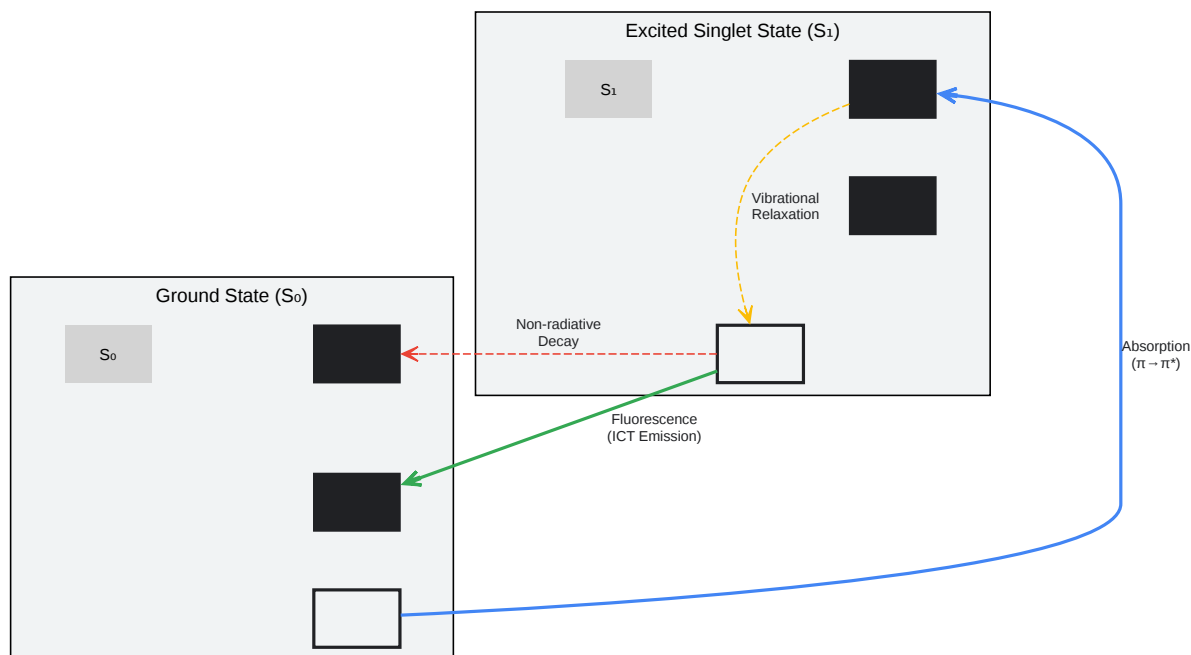 Excited Singlet State (S₁)
S₁
Vibrational
Relaxation
Ground State (S₀)
S₀
Non-radiative
Decay
Absorption
(π→π*)
Fluorescence
(ICT Emission)